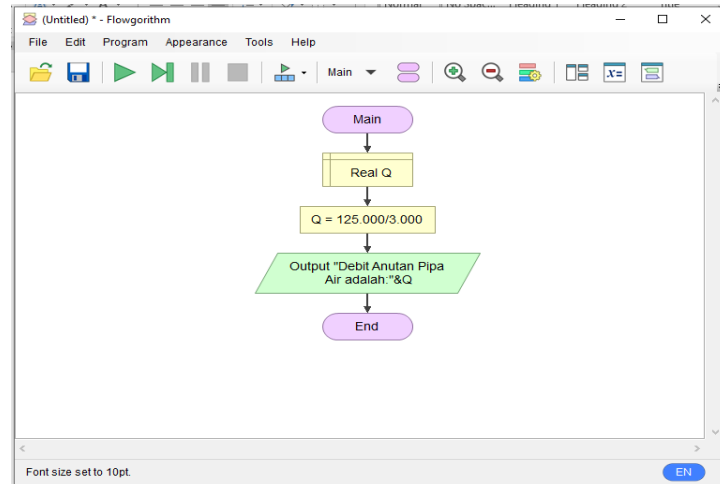 (Untitled) * - Flowgorithm
File Edit Program Appearance Tools Help
Main
x=
Main
Real Q
Q = 125.000/3.000
Output "Debit Anutan Pipa
Air adalah:"&Q
End
Font size set to 10pt.
EN